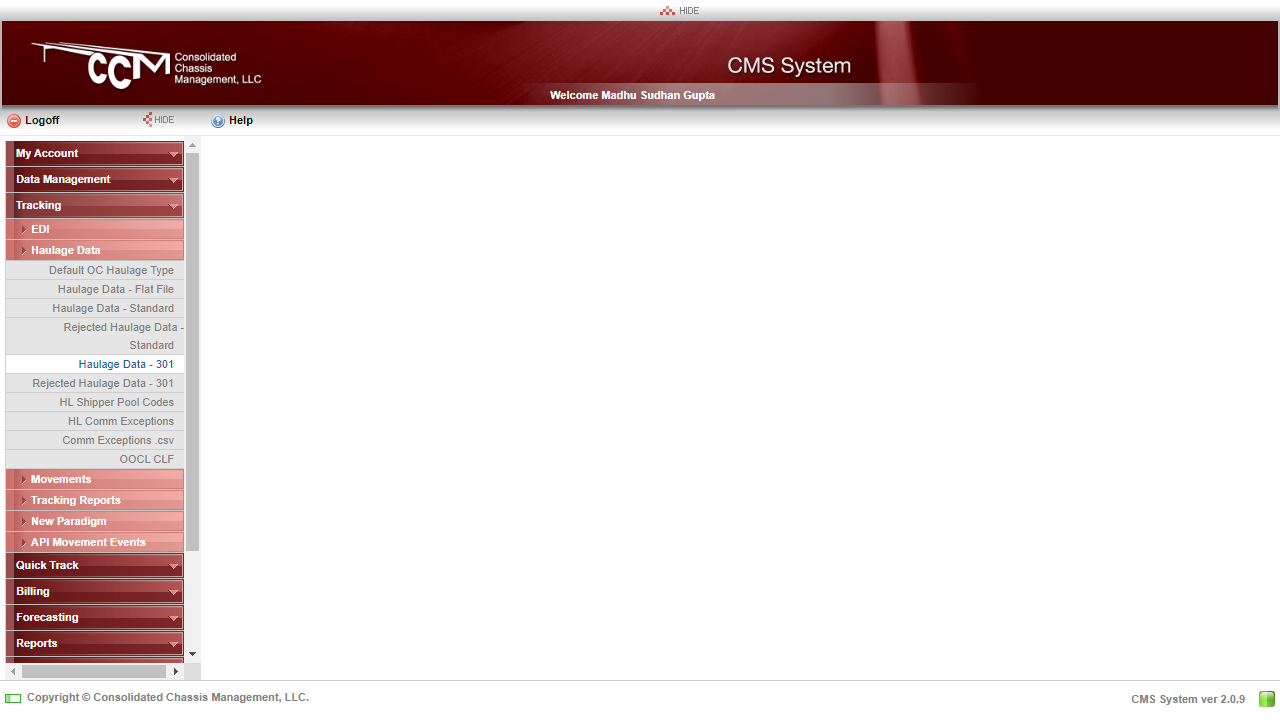 HIDE
CCM
Consolidated
Chassis
Management, LLC
CMS System
Welcome Madhu Sudhan Gupta
Logoff
HIDE
Help
My Account
Data Management
Tracking
EDI
Haulage Data
Default OC Haulage Type
Haulage Data - Flat File
Haulage Data - Standard
Rejected Haulage Data -
Standard
Haulage Data - 301
Rejected Haulage Data - 301
HL Shipper Pool Codes
HL Comm Exceptions
Comm Exceptions .csv
OOCL CLF
Movements
Tracking Reports
New Paradigm
API Movement Events
Quick Track
Billing
Forecasting
Reports
Copyright © Consolidated Chassis Management, LLC.
CMS System ver 2.0.9